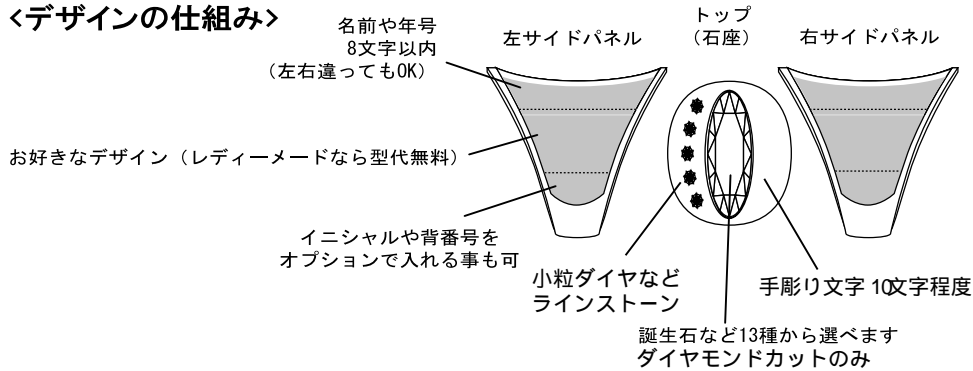 <デザインの仕組み>
名前や年号
8文字以内
（左右違ってもOK）
左サイドパネル
トップ
（石座）
右サイドパネル
お好きなデザイン（レディーメードなら型代無料）
イニシャルや背番号を
オプションで入れる事も可
小粒ダイヤなど
ラインストーン
手彫り文字 10文字程度
誕生石など13種から選べます
ダイヤモンドカットのみ